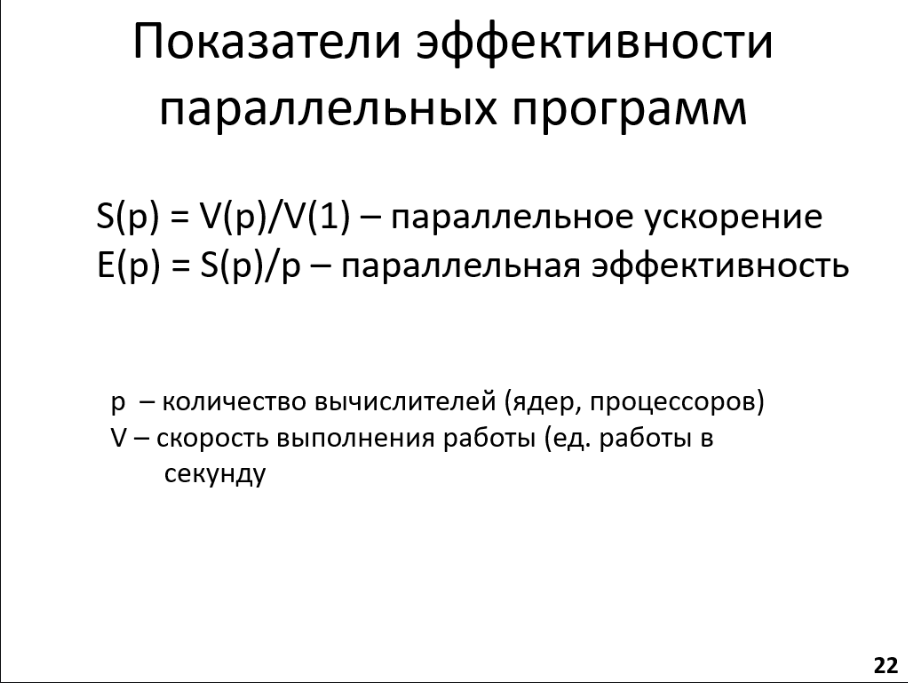 Показатели эффективности
параллельных программ
S(p) = V(p)/V(1) – параллельное ускорение
E(p) = S(p)/p – параллельная эффективность
p – количество вычислителей (ядер, процессоров)
V – скорость выполнения работы (ед. работы в
секунду
22